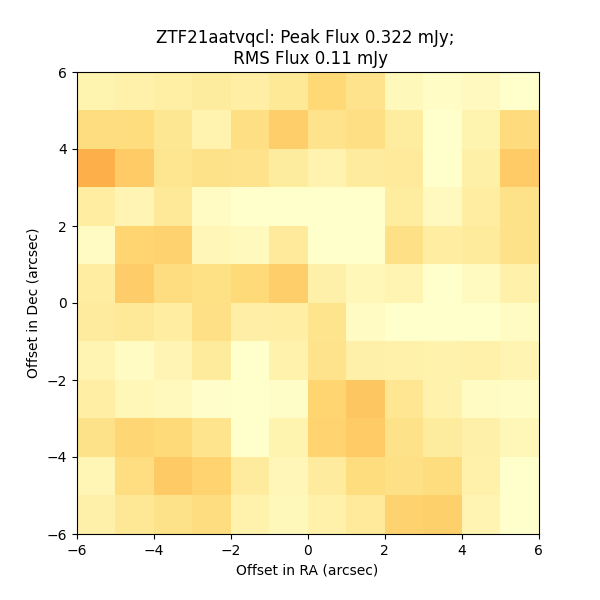 ZTF21aatvqcl: Peak Flux 0.322 mJy;
RMS Flux 0.11 mJy
6
4
2
0
−2
−4
−6
Offset in Dec (arcsec)
−6 −4 −2 0 2 4 6
Offset in RA (arcsec)